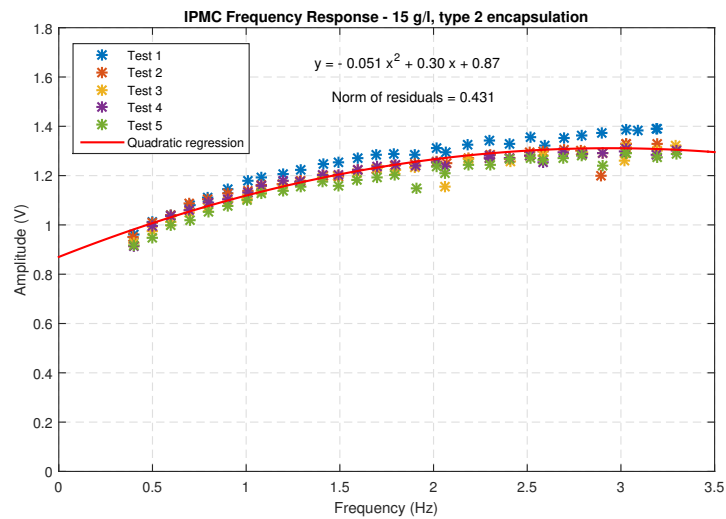 IPMC Frequency Response - 15 g/l, type 2 encapsulation
1.8
1.6
1.4
1.2
1
0.8
0.6
0.4
0.2
0
Amplitude (V)
Test 1
Test 2
Test 3
Test 4
Test 5
Quadratic regression
y = - 0.051 x² + 0.30 x + 0.87
Norm of residuals = 0.431
0 0.5 1 1.5 2 2.5 3 3.5
Frequency (Hz)